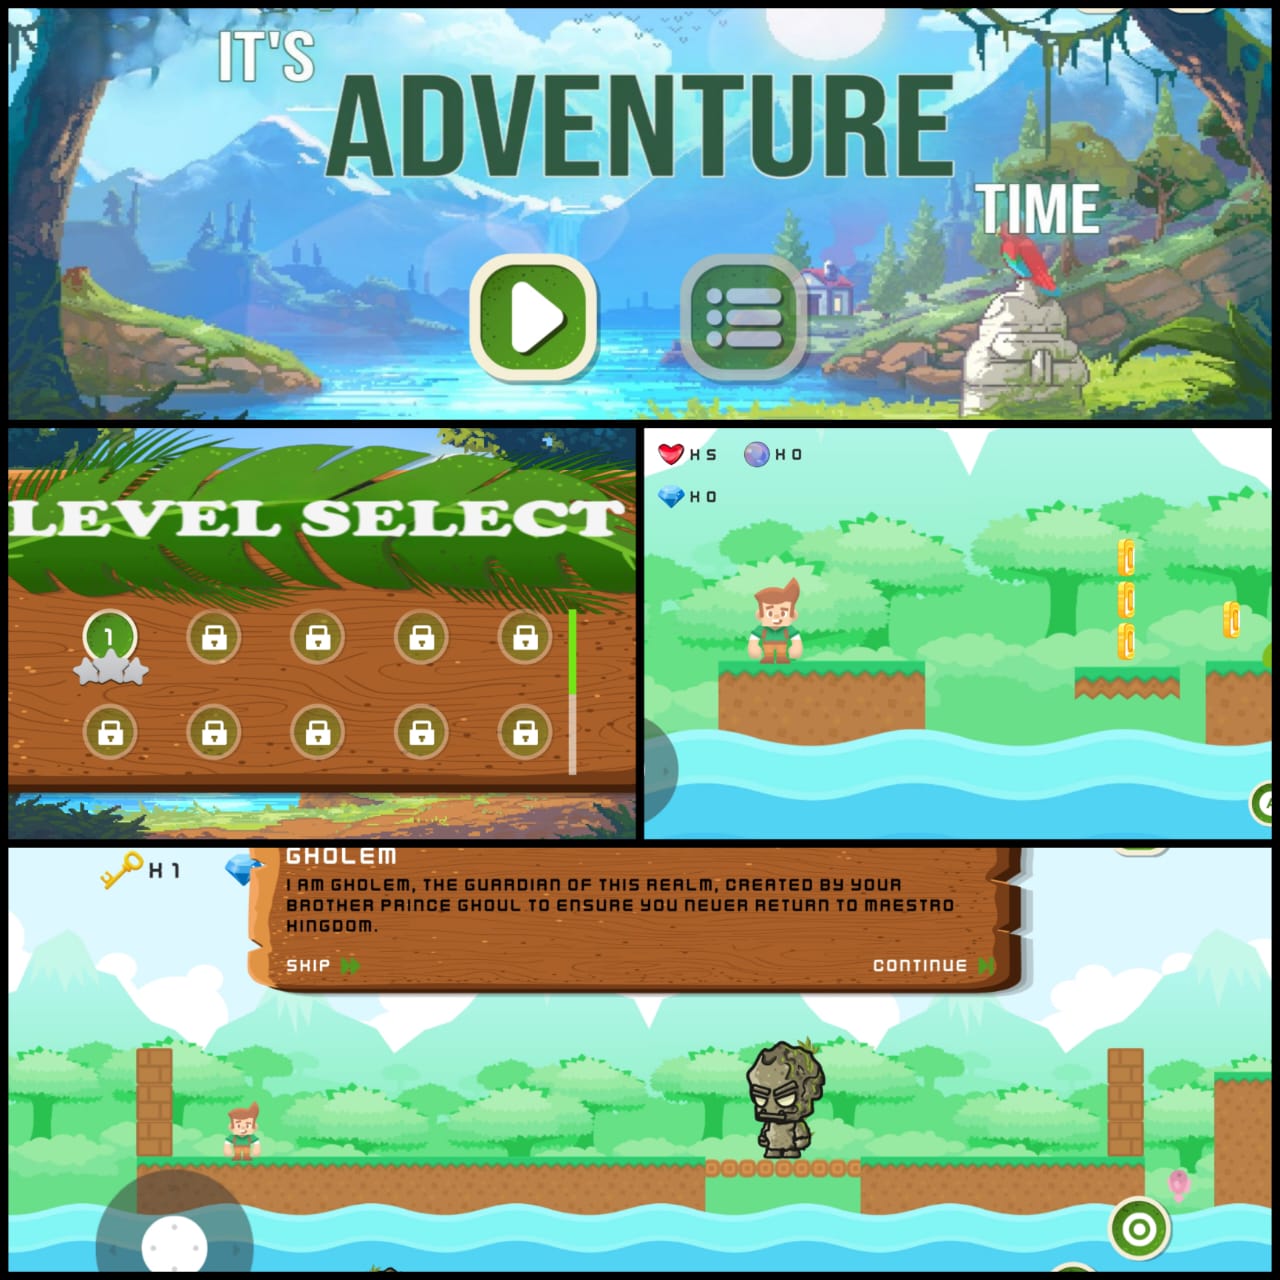 IT'S
ADVENTURE
TIME
LEVEL SELECT
1
X 5
X 0
X 0
X 1
GHOLEM
I AM GHOLEM, THE GUARDIAN OF THIS REALM, CREATED BY YOUR
BROTHER PRINCE GHOUL TO ENSURE YOU NEVER RETURN TO MAESTRO
KINGDOM.
SKIP
CONTINUE